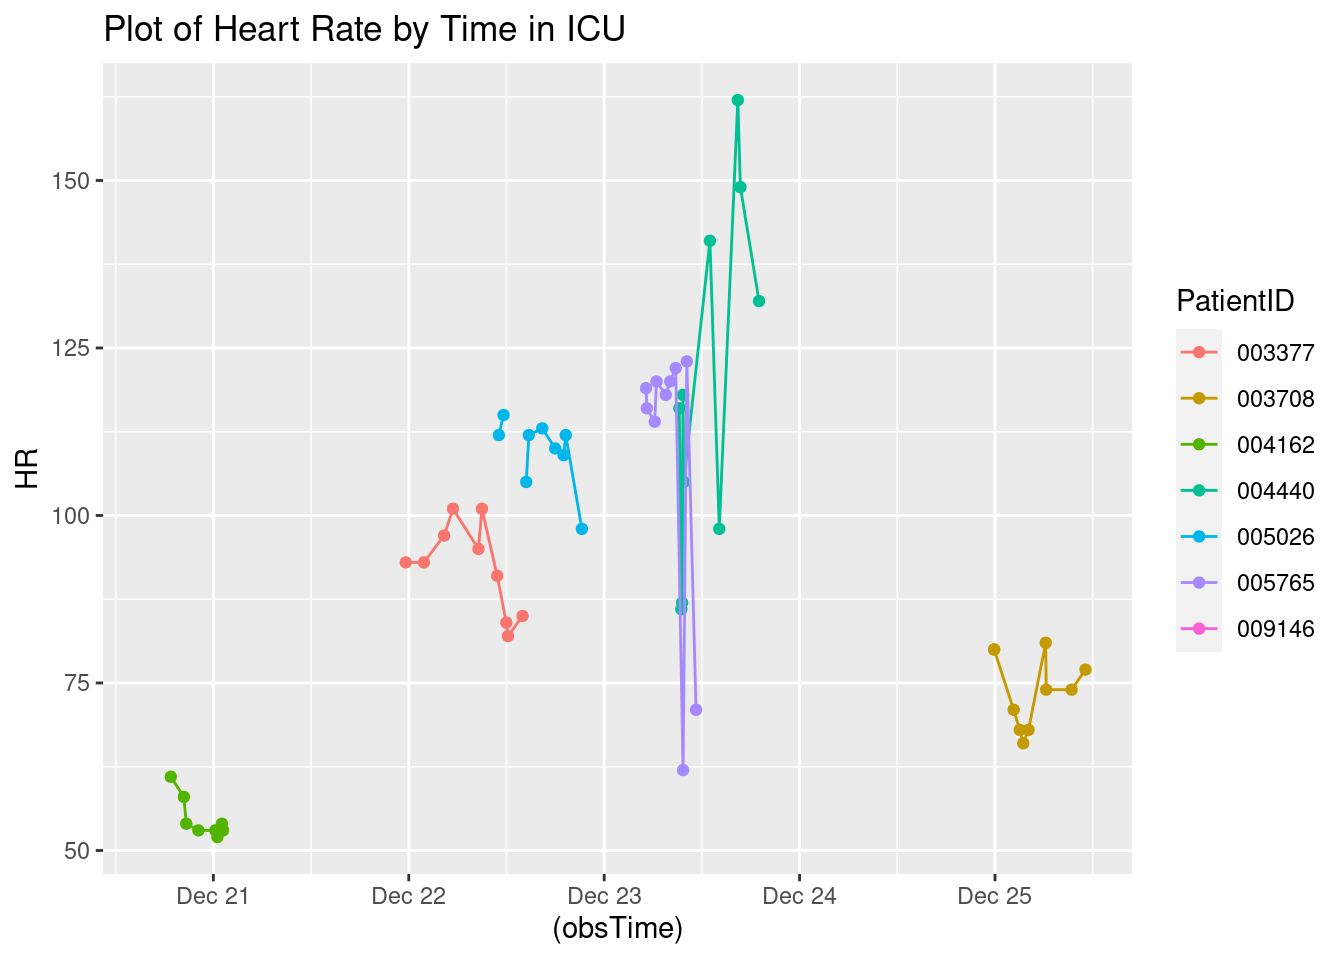 Plot of Heart Rate by Time in ICU
HR
150
125
100
75
50
Dec 21 Dec 22 Dec 23 Dec 24 Dec 25
(obsTime)
PatientID
003377
003708
004162
004440
005026
005765
009146